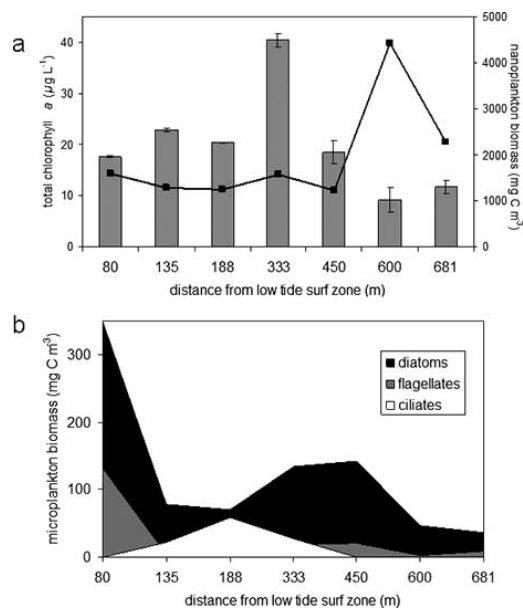 a
total chlorophyll a (µg L-1)
nanoplankton biomass (mg C m3)
40
30
20
10
0
5000
4000
3000
2000
1000
0
80 135 188 333 450 600 681
distance from low tide surf zone (m)
b
microplankton biomass (mg C m3)
300
200
100
0
diatoms
flagellates
ciliates
80 135 188 333 450 600 681
distance from low tide surf zone (m)